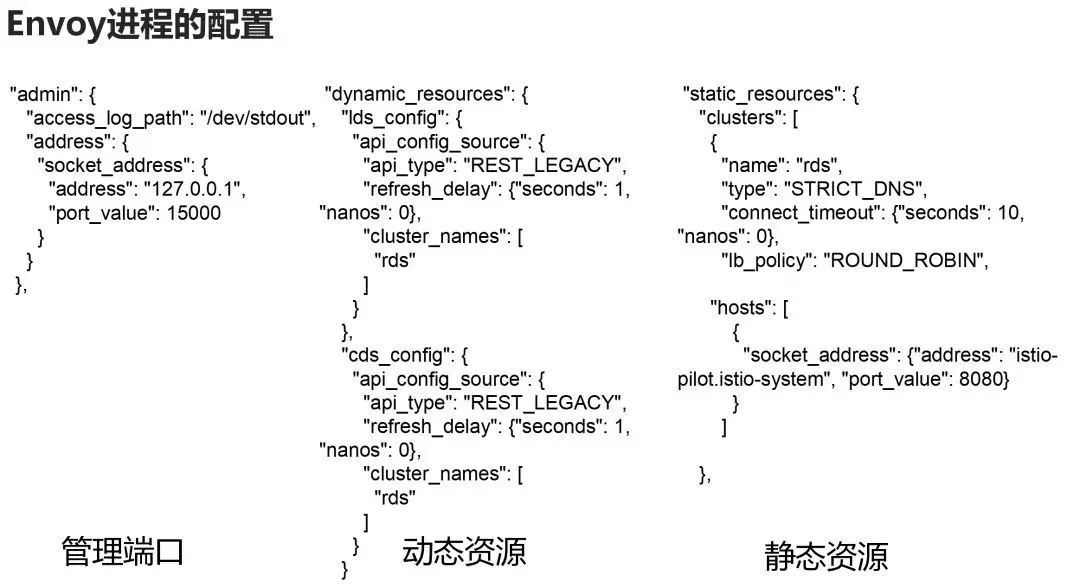 Envoy进程的配置
"admin": {
"access_log_path": "/dev/stdout",
"address": {
"socket_address": {
"address": "127.0.0.1",
"port_value": 15000
}
}
},
管理端口
"dynamic_resources": {
"lds_config": {
"api_config_source": {
"api_type": "REST_LEGACY",
"refresh_delay": {"seconds": 1,
"nanos": 0},
"cluster_names": [
"rds"
]
}
},
"cds_config": {
"api_config_source": {
"api_type": "REST_LEGACY",
"refresh_delay": {"seconds": 1,
"nanos": 0},
"cluster_names": [
"rds"
]
}
}
动态资源
"static_resources": {
"clusters": [
{
"name": "rds",
"type": "STRICT_DNS",
"connect_timeout": {"seconds": 10,
"nanos": 0},
"lb_policy": "ROUND_ROBIN",
"hosts": [
{
"socket_address": {"address": "istio-
pilot.istio-system", "port_value": 8080}
}
]
},
静态资源